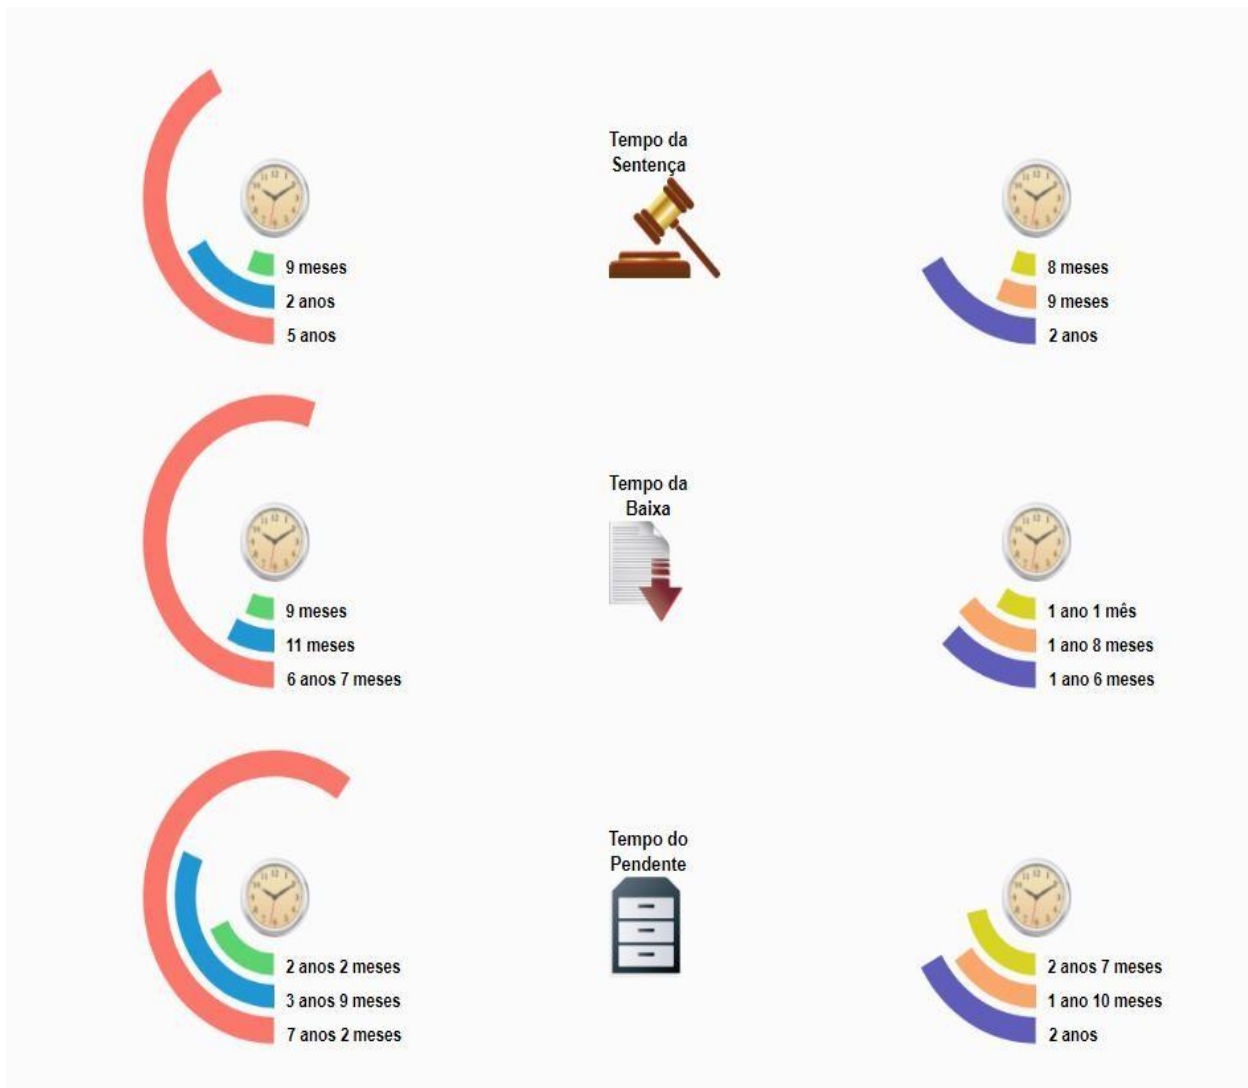 Tempo da
Sentença
9 meses
2 anos
5 anos
8 meses
9 meses
2 anos
Tempo da
Baixa
9 meses
11 meses
6 anos 7 meses
1 ano 1 mês
1 ano 8 meses
1 ano 6 meses
Tempo do
Pendente
2 anos 2 meses
3 anos 9 meses
7 anos 2 meses
2 anos 7 meses
1 ano 10 meses
2 anos